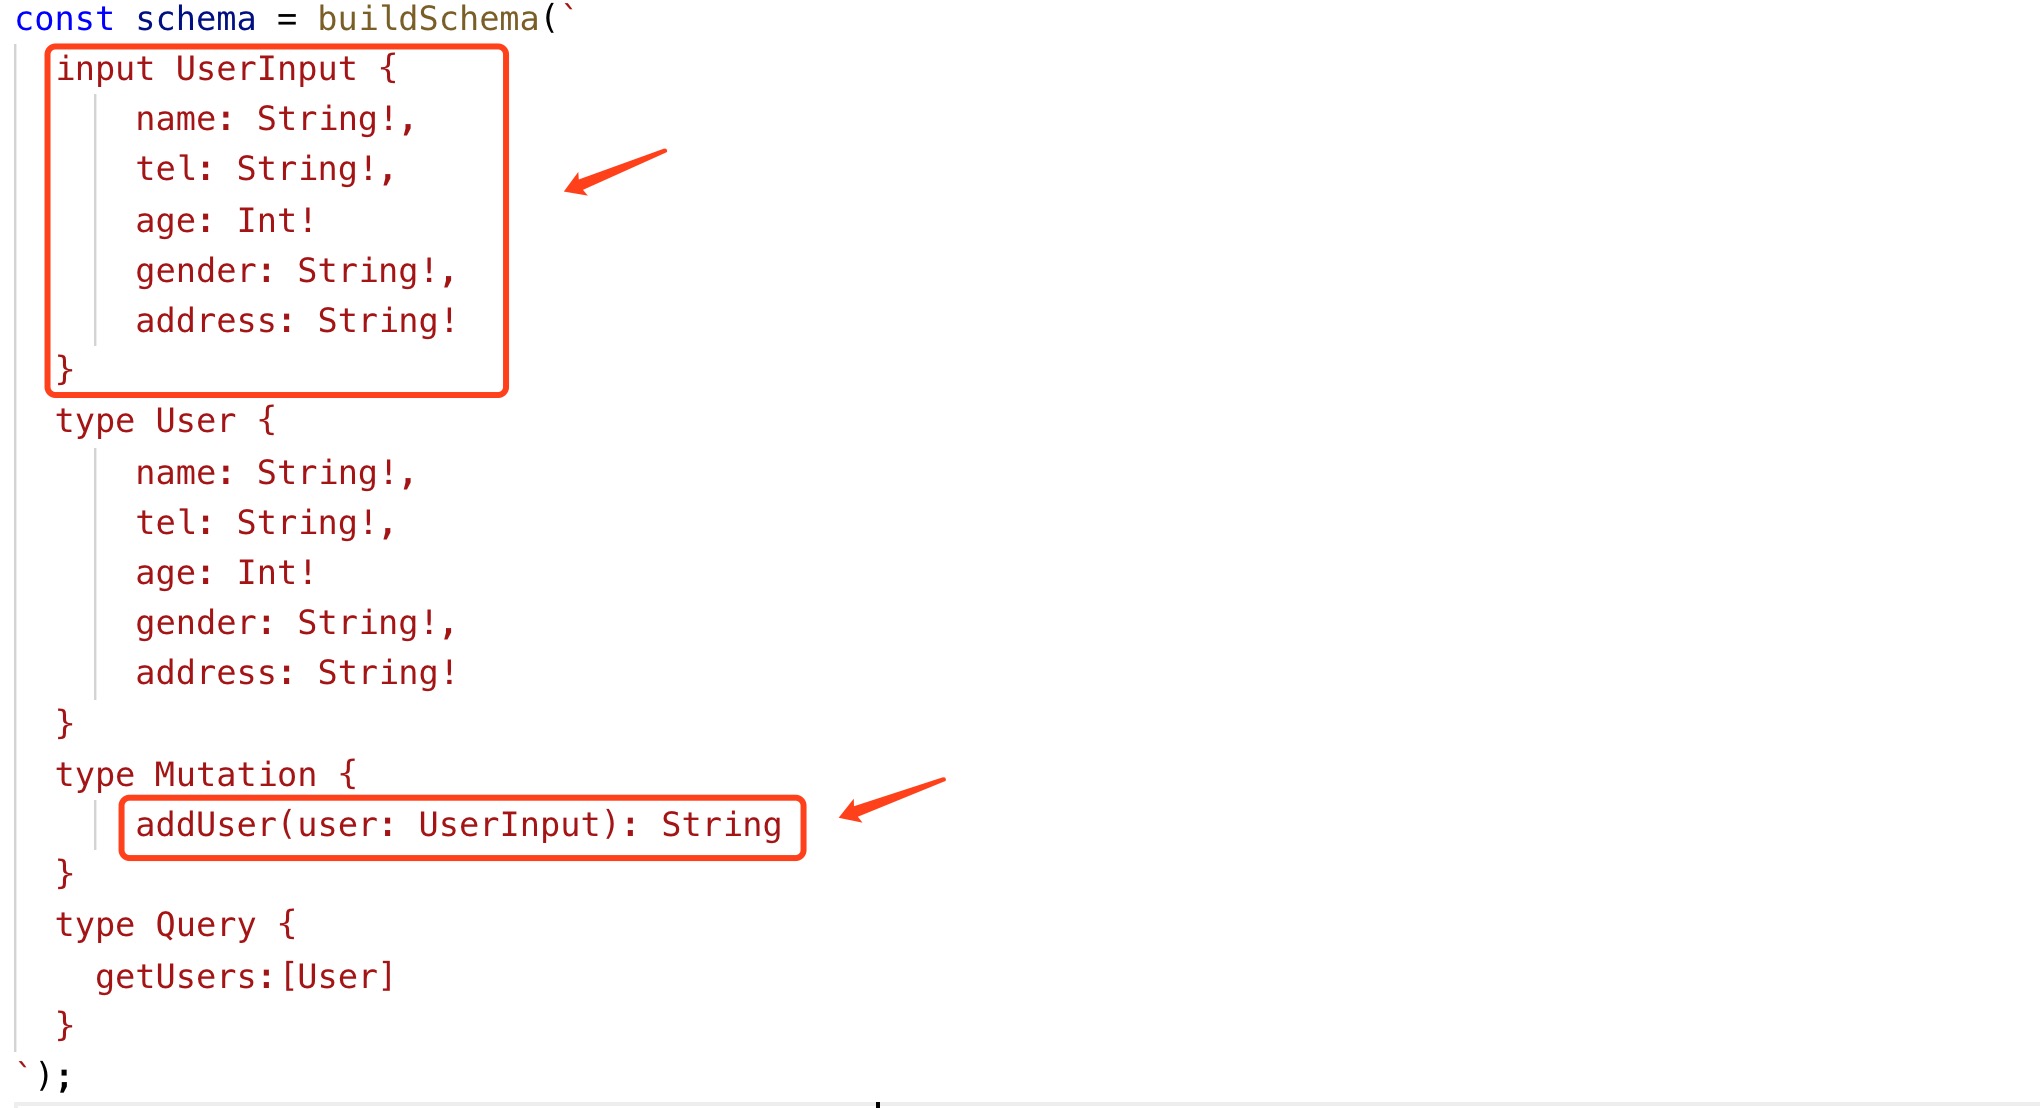 const schema = buildSchema(`
input UserInput {
name: String!,
tel: String!,
age: Int!
gender: String!,
address: String!
}
type User {
name: String!,
tel: String!,
age: Int!
gender: String!,
address: String!
}
type Mutation {
addUser(user: UserInput): String
}
type Query {
getUsers:[User]
}
`);